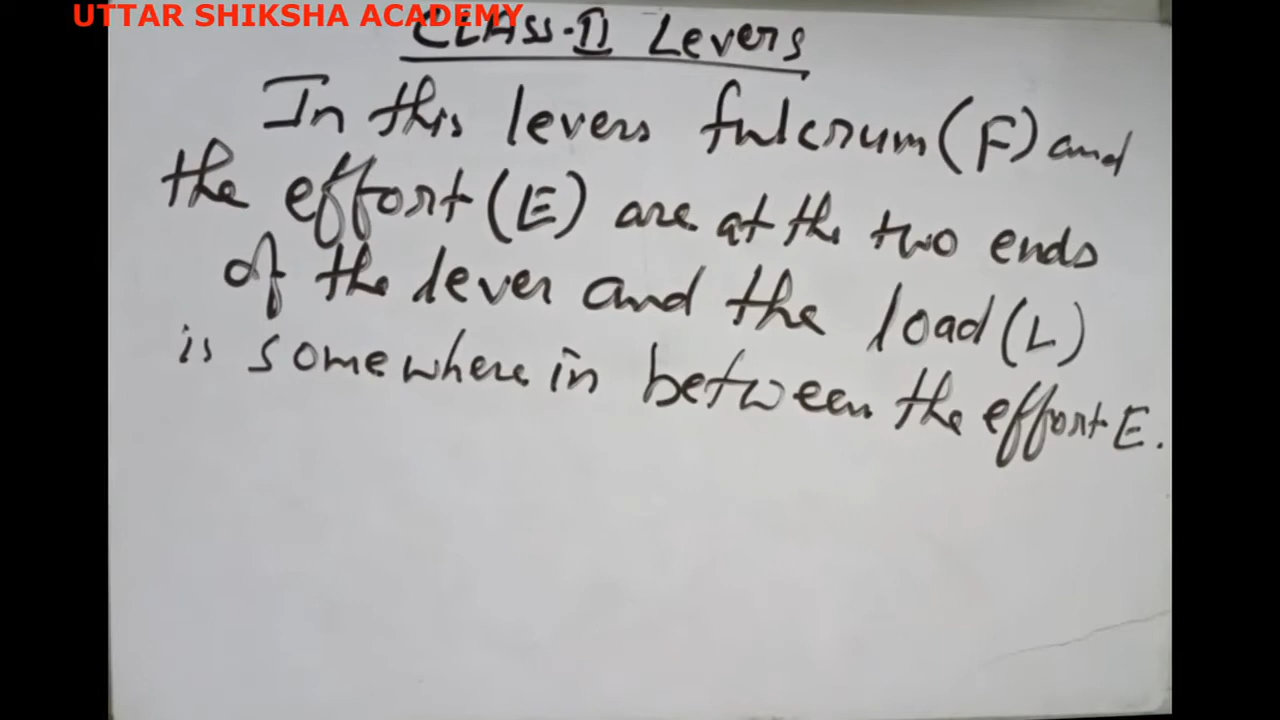 UTTAR SHIKSHA ACADEMY
CLASS-II Levers
In this levers fulcrum (F) and
the effort (E) are at the two ends
of the lever and the load (L)
is somewhere in between the effort E.